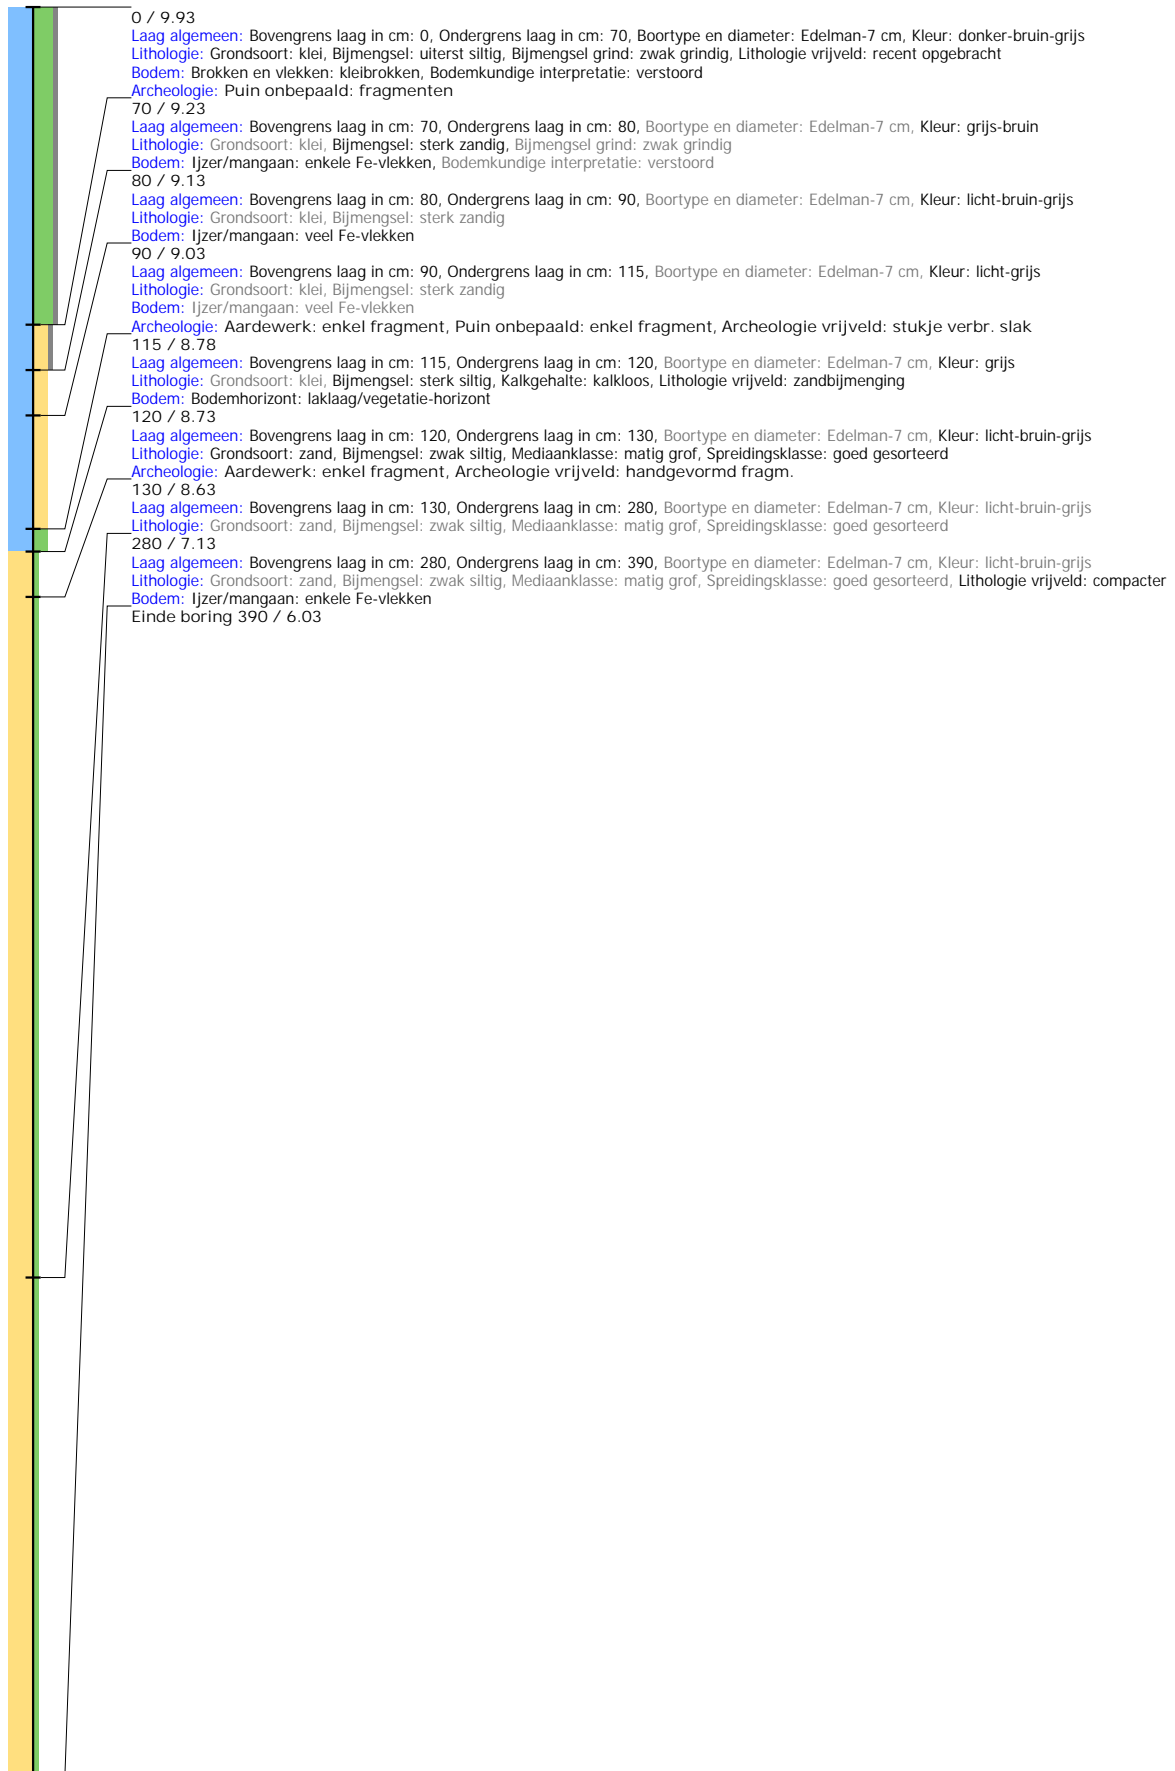 0 / 9.93
Laag algemeen: Bovengrens laag in cm: 0, Ondergrens laag in cm: 70, Boortype en diameter: Edelman-7 cm, Kleur: donker-bruin-grijs
Lithologie: Grondsoort: klei, Bijmengsel: uiterst siltig, Bijmengsel grind: zwak grindig, Lithologie vrijveld: recent opgebracht
Bodem: Brokken en vlekken: kleibrokken, Bodemkundige interpretatie: verstoord
Archeologie: Puin onbepaald: fragmenten
70 / 9.23
Laag algemeen: Bovengrens laag in cm: 70, Ondergrens laag in cm: 80, Boortype en diameter: Edelman-7 cm, Kleur: grijs-bruin
Lithologie: Grondsoort: klei, Bijmengsel: sterk zandig, Bijmengsel grind: zwak grindig
Bodem: Ijzer/mangaan: enkele Fe-vlekken, Bodemkundige interpretatie: verstoord
80 / 9.13
Laag algemeen: Bovengrens laag in cm: 80, Ondergrens laag in cm: 90, Boortype en diameter: Edelman-7 cm, Kleur: licht-bruin-grijs
Lithologie: Grondsoort: klei, Bijmengsel: sterk zandig
Bodem: Ijzer/mangaan: veel Fe-vlekken
90 / 9.03
Laag algemeen: Bovengrens laag in cm: 90, Ondergrens laag in cm: 115, Boortype en diameter: Edelman-7 cm, Kleur: licht-grijs
Lithologie: Grondsoort: klei, Bijmengsel: sterk zandig
Bodem: Ijzer/mangaan: veel Fe-vlekken
Archeologie: Aardewerk: enkel fragment, Puin onbepaald: enkel fragment, Archeologie vrijveld: stukje verbr. slak
115 / 8.78
Laag algemeen: Bovengrens laag in cm: 115, Ondergrens laag in cm: 120, Boortype en diameter: Edelman-7 cm, Kleur: grijs
Lithologie: Grondsoort: klei, Bijmengsel: sterk siltig, Kalkgehalte: kalkloos, Lithologie vrijveld: zandbijmenging
Bodem: Bodemhorizont: laklaag/vegetatie-horizont
120 / 8.73
Laag algemeen: Bovengrens laag in cm: 120, Ondergrens laag in cm: 130, Boortype en diameter: Edelman-7 cm, Kleur: licht-bruin-grijs
Lithologie: Grondsoort: zand, Bijmengsel: zwak siltig, Mediaanklasse: matig grof, Spreidingsklasse: goed gesorteerd
Archeologie: Aardewerk: enkel fragment, Archeologie vrijveld: handgevormd fragm.
130 / 8.63
Laag algemeen: Bovengrens laag in cm: 130, Ondergrens laag in cm: 280, Boortype en diameter: Edelman-7 cm, Kleur: licht-bruin-grijs
Lithologie: Grondsoort: zand, Bijmengsel: zwak siltig, Mediaanklasse: matig grof, Spreidingsklasse: goed gesorteerd
280 / 7.13
Laag algemeen: Bovengrens laag in cm: 280, Ondergrens laag in cm: 390, Boortype en diameter: Edelman-7 cm, Kleur: licht-bruin-grijs
Lithologie: Grondsoort: zand, Bijmengsel: zwak siltig, Mediaanklasse: matig grof, Spreidingsklasse: goed gesorteerd, Lithologie vrijveld: compacter
Bodem: Ijzer/mangaan: enkele Fe-vlekken
Einde boring 390 / 6.03